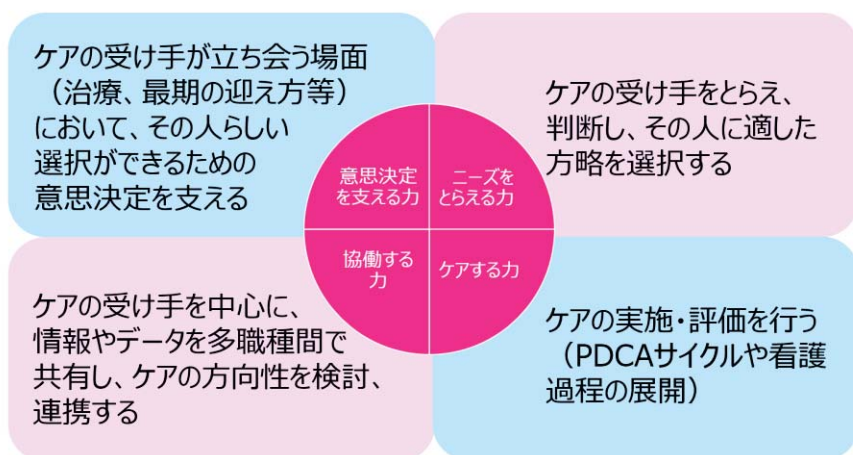 ケアの受け手が立ち会う場面
（治療、最期の迎え方等）
において、その人らしい
選択ができるための
意思決定を支える
ケアの受け手をとらえ、
判断し、その人に適した
方略を選択する
意思決定
を支える力
ニーズを
とらえる力
協働する
力
ケアする力
ケアの受け手を中心に、
情報やデータを多職種間で
共有し、ケアの方向性を検討、
連携する
ケアの実施・評価を行う
（PDCAサイクルや看護
過程の展開）